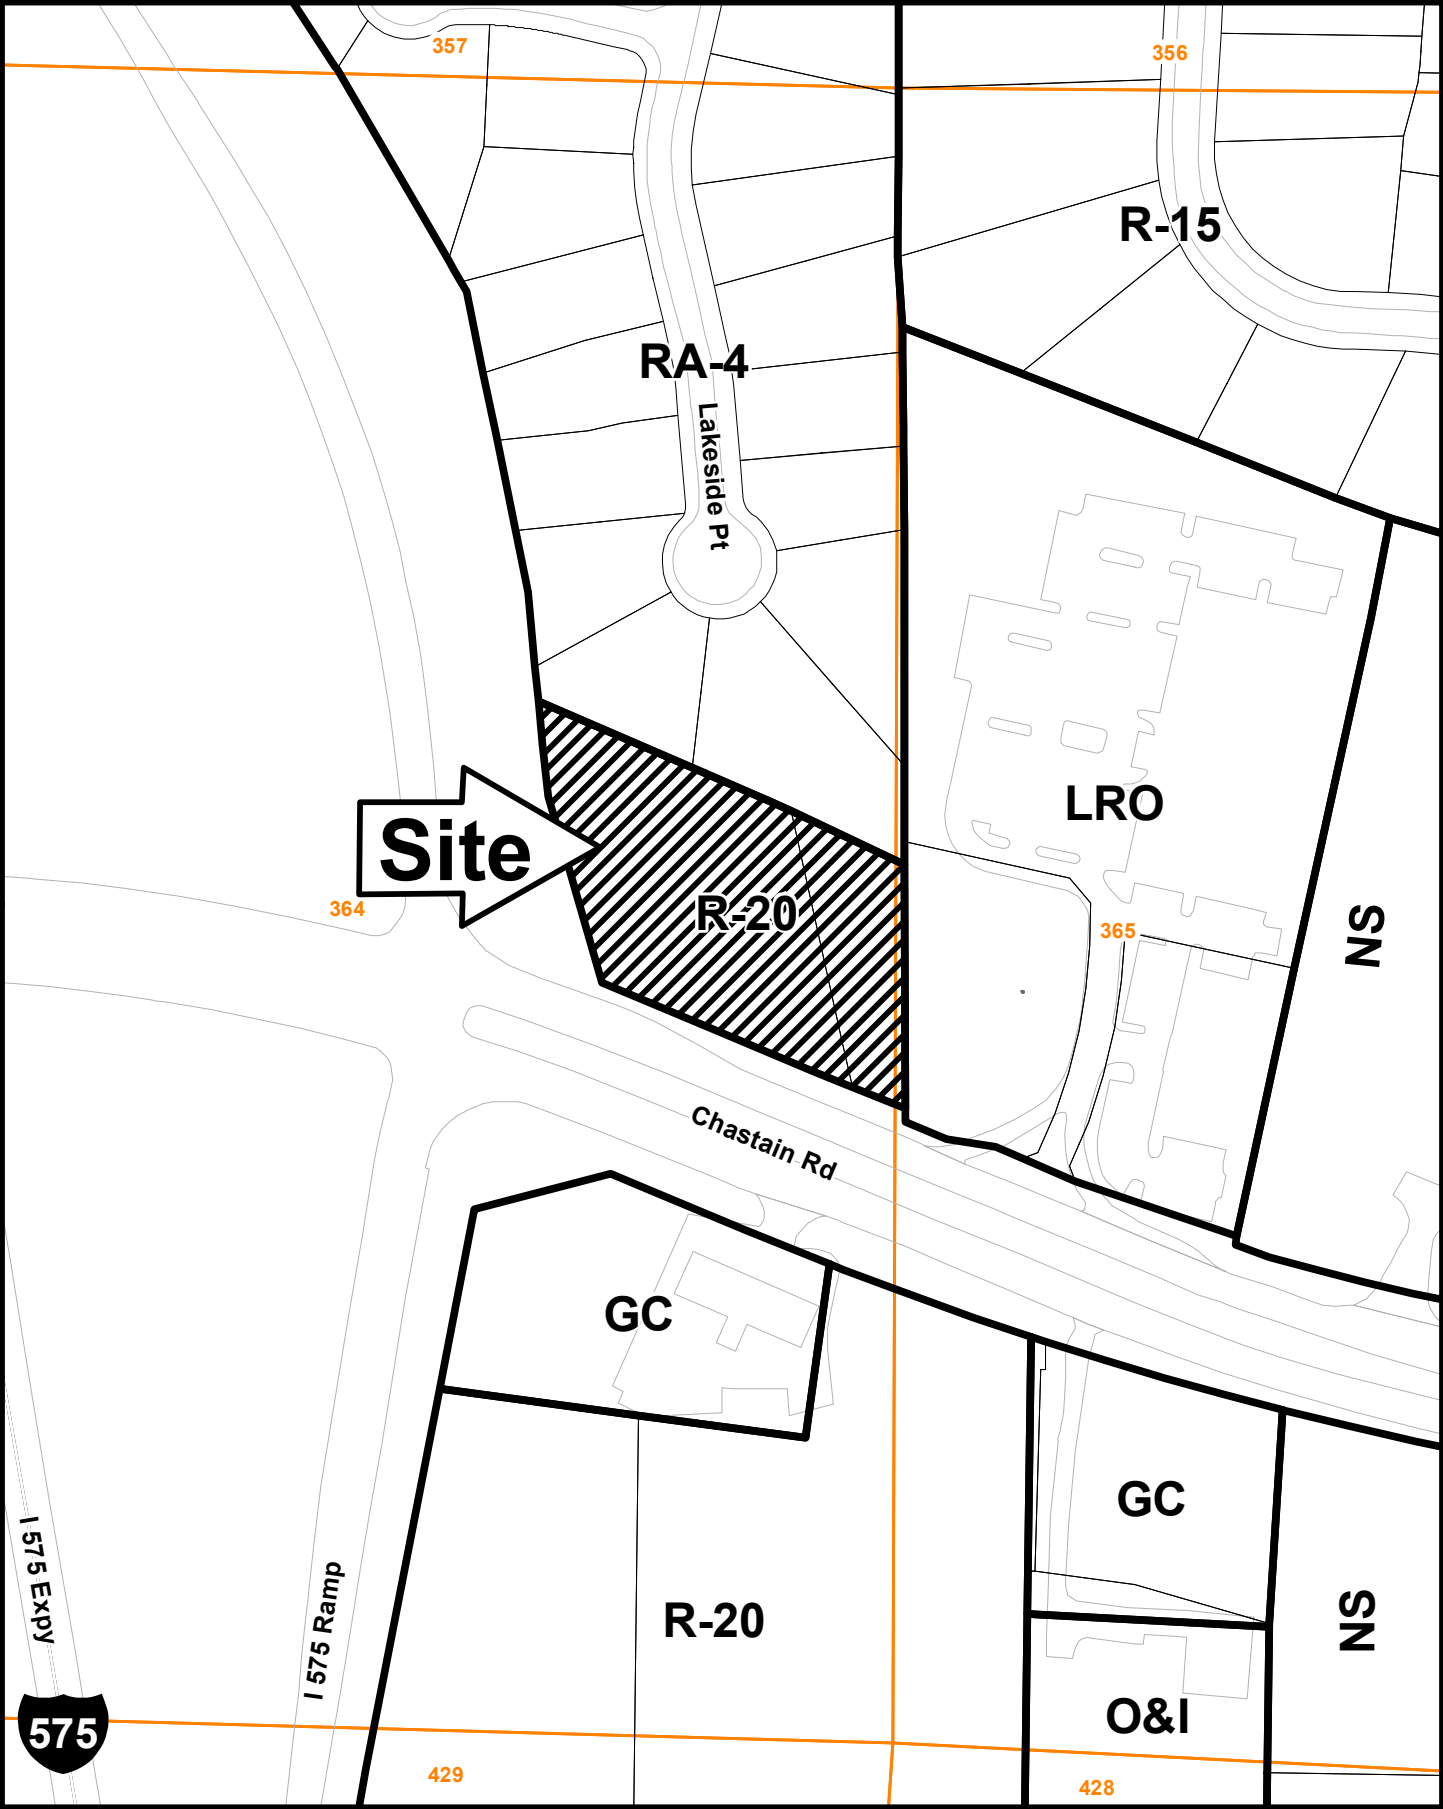 357
356
R-15
RA-4
Lakeside Pt
LRO
Site
364
R-20
365
NS
Chastain Rd
GC
GC
I 575 Expy
I 575 Ramp
R-20
NS
O&I
575
429
428